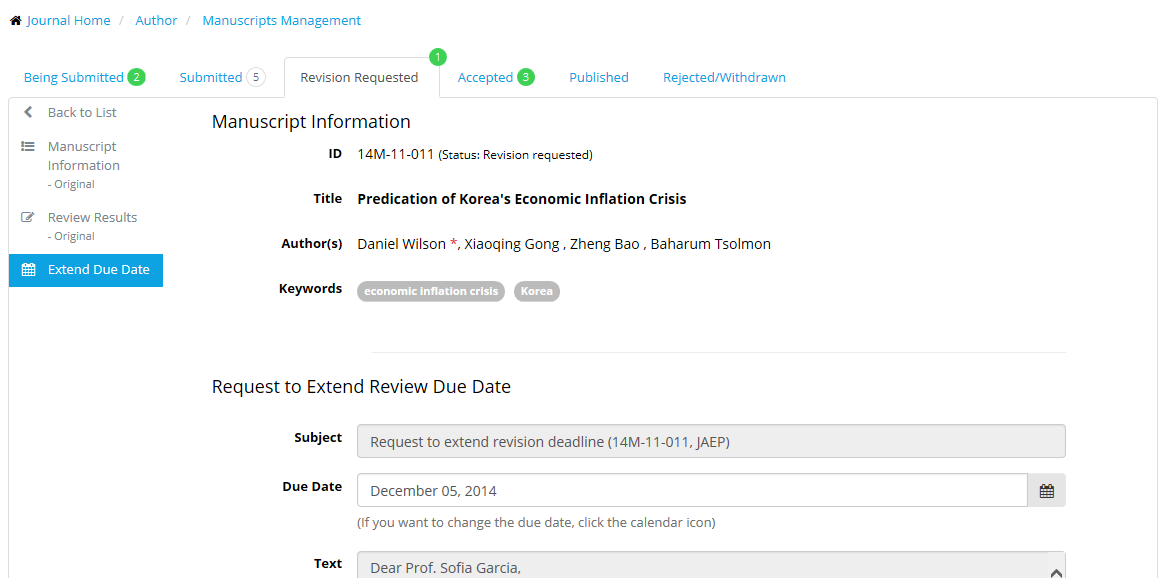 Journal Home / Author / Manuscripts Management
Being Submitted 2 Submitted 5 Revision Requested 1 Accepted 3 Published Rejected/Withdrawn
Back to List
Manuscript
Information
- Original
Review Results
- Original
Extend Due Date
Manuscript Information
ID 14M-11-011 (Status: Revision requested)
Title Predication of Korea's Economic Inflation Crisis
Author(s) Daniel Wilson *, Xiaoqing Gong , Zheng Bao , Baharum Tsolmon
Keywords economic inflation crisis Korea
Request to Extend Review Due Date
Subject Request to extend revision deadline (14M-11-011, JAEP)
Due Date December 05, 2014
(If you want to change the due date, click the calendar icon)
Text Dear Prof. Sofia Garcia,